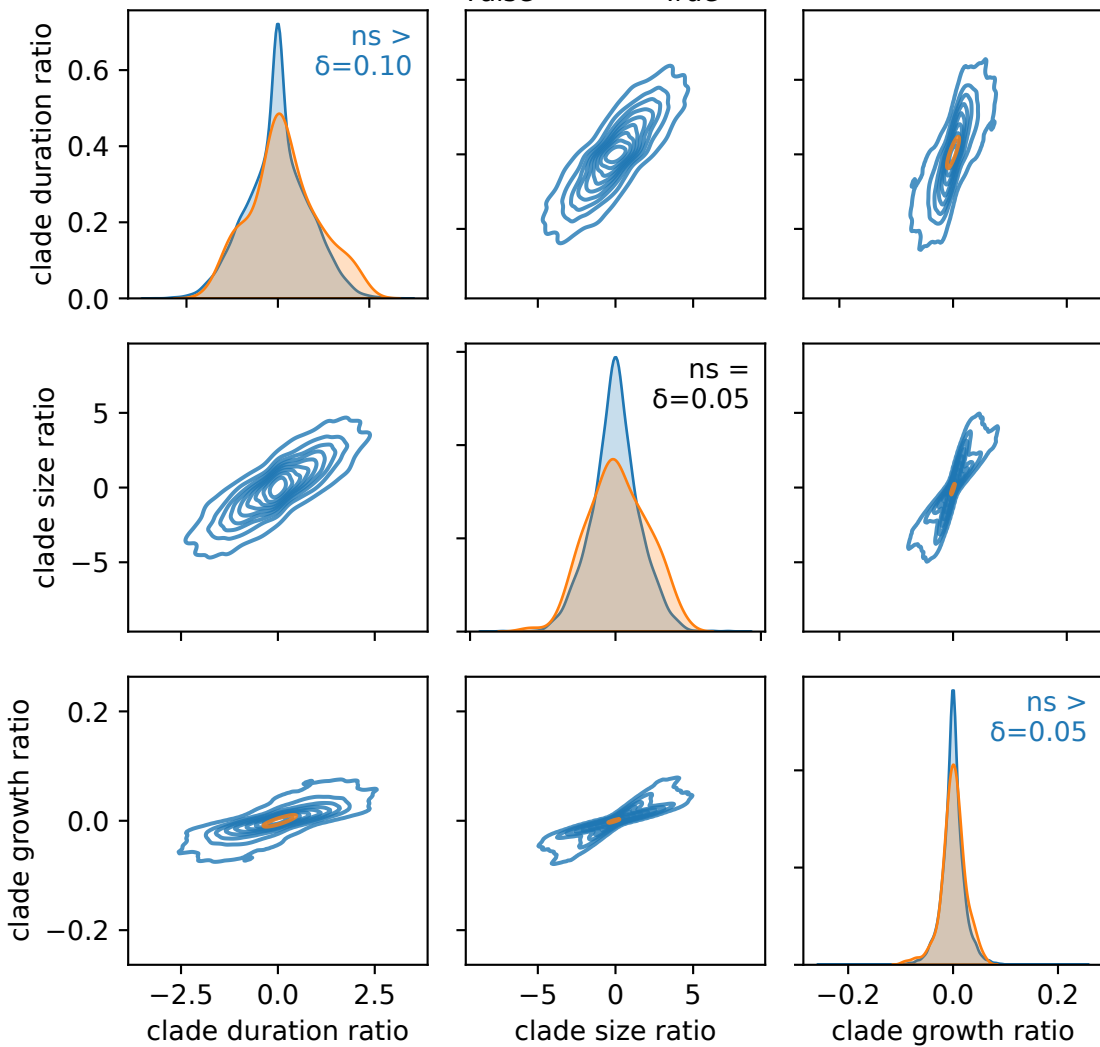 ns >
δ=0.10
clade duration ratio
0.6
0.4
0.2
0.0
ns =
δ=0.05
clade size ratio
5
0
−5
ns >
δ=0.05
clade growth ratio
0.2
0.0
−0.2
−2.5 0.0 2.5
−5 0 5
−0.2 0.0 0.2
clade duration ratio
clade size ratio
clade growth ratio